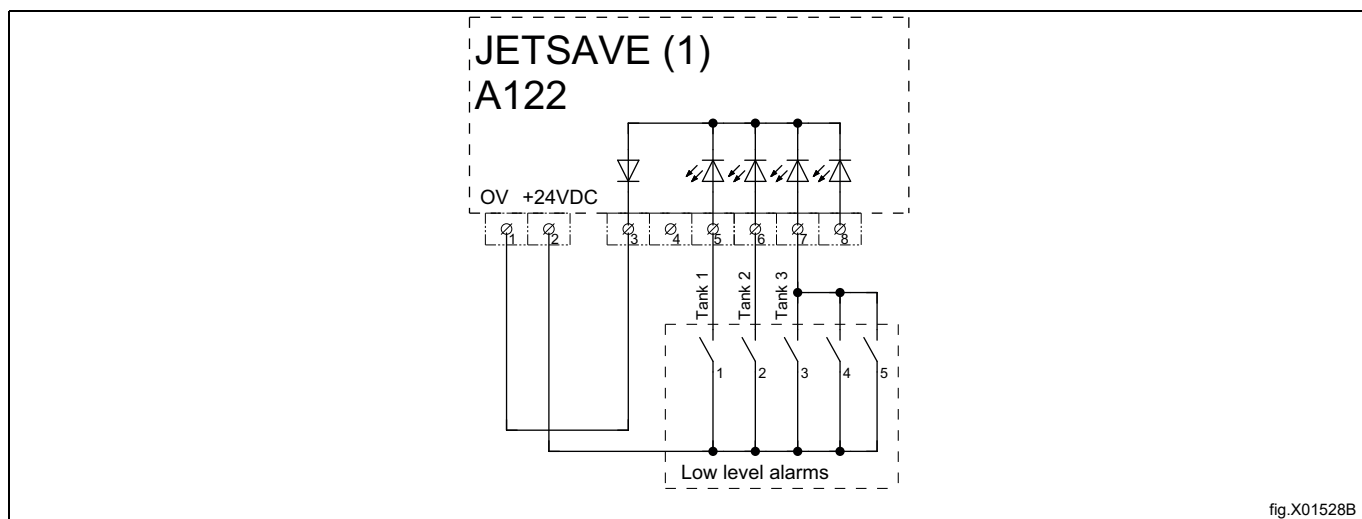 JETSAVE (1)
A122
OV +24VDC
1 2 3 4 5 6 7 8
Tank 1
Tank 2
Tank 3
1 2 3 4 5
Low level alarms
fig.X01528B